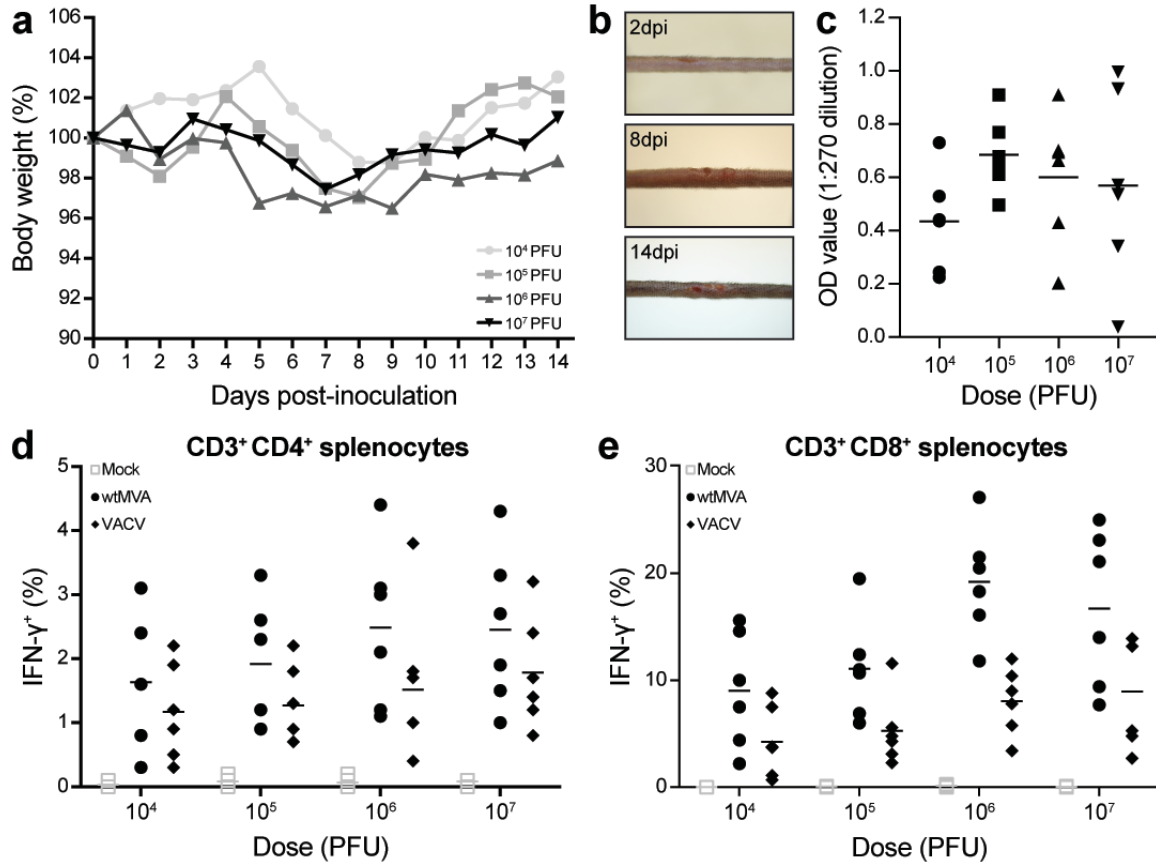 a
106
104
102
100
98
96
94
92
90
Body weight (%)
10⁴ PFU
10⁵ PFU
10⁶ PFU
10⁷ PFU
0 1 2 3 4 5 6 7 8 9 10 11 12 13 14
Days post-inoculation
b
2dpi
8dpi
14dpi
c
1.2
1.0
0.8
0.6
0.4
0.2
0.0
OD value (1:270 dilution)
10⁴ 10⁵ 10⁶ 10⁷
Dose (PFU)
d
CD3⁺ CD4⁺ splenocytes
Mock
wtMVA
VACV
5
4
3
2
1
0
IFN-γ⁺ (%)
10⁴ 10⁵ 10⁶ 10⁷
Dose (PFU)
e
CD3⁺ CD8⁺ splenocytes
Mock
wtMVA
VACV
30
20
10
0
IFN-γ⁺ (%)
10⁴ 10⁵ 10⁶ 10⁷
Dose (PFU)